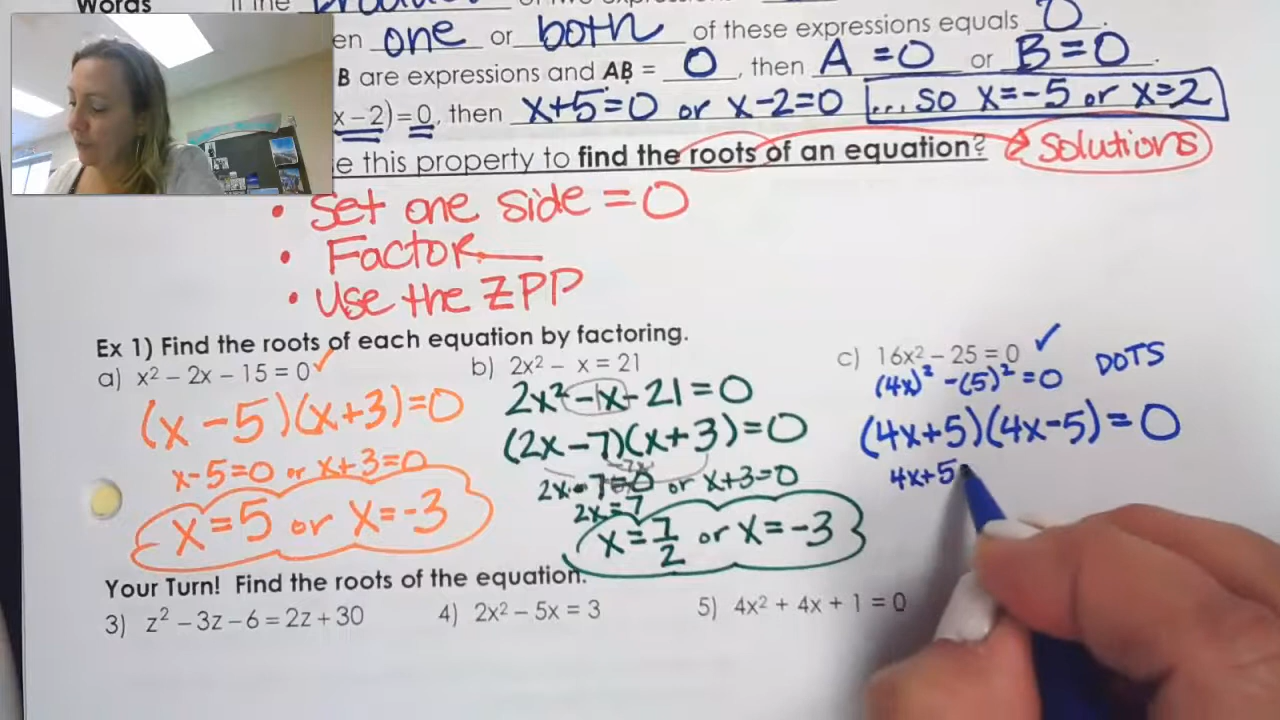 Words If the
en one or both of these expressions equals 0.
B are expressions and AB = 0, then A = 0 or B = 0.
x – 2) = 0, then x+5=0 or x-2=0 ...so x=-5 or x=2
e this property to find the roots of an equation? → Solutions
• Set one side = 0
• Factor
• Use the ZPP
Ex 1) Find the roots of each equation by factoring.
a) x² – 2x – 15 = 0 ✓
(x-5)(x+3)=0
x-5=0 or x+3=0
x=5 or x=-3
b) 2x² – x = 21
2x²-1x-21=0
(2x-7)(x+3)=0
2x-7=0 or x+3=0
2x=7
x=7/2 or x=-3
c) 16x² – 25 = 0 ✓ DOTS
(4x)²-(5)²=0
(4x+5)(4x-5)=0
4x+5
Your Turn! Find the roots of the equation.
3) z² – 3z – 6 = 2z + 30 4) 2x² – 5x = 3 5) 4x² + 4x + 1 = 0